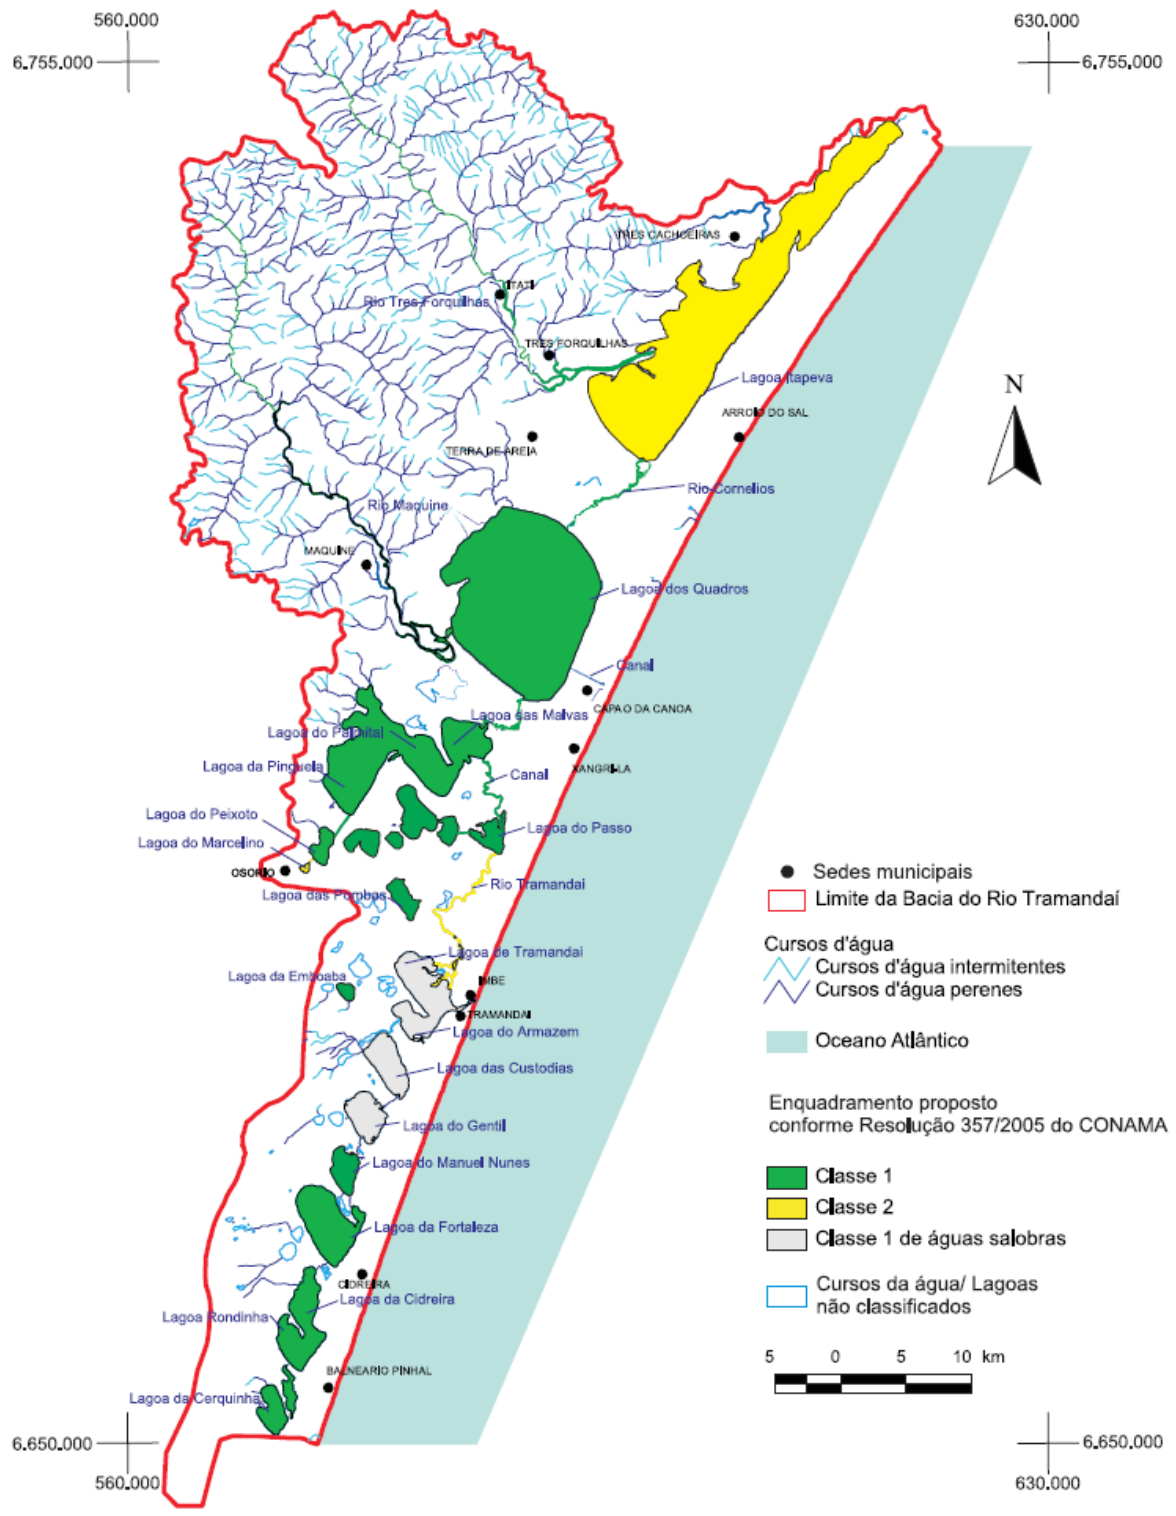 560.000
630.000
6.755.000
6.755.000
TRES CACHOEIRAS
ITATI
Rio Tres Forquilhas
TRES FORQUILHAS
Lagoa Itapeva
N
ARROIO DO SAL
TERRA DE AREIA
Rio Cornelios
Rio Maquine
MAQUINE
Lagoa dos Quadros
Canal
CAPAO DA CANOA
Lagoa das Malvas
Lagoa do Palmital
Lagoa da Pinguela
XANGRI-LA
Canal
Lagoa do Peixoto
Lagoa do Passo
Lagoa do Marcelino
OSORIO
Rio Tramandai
Lagoa das Pombas
Lagoa de Tramandai
Lagoa da Emboaba
IMBE
TRAMANDAI
Lagoa do Armazem
Lagoa das Custodias
Lagoa do Gentil
Lagoa do Manuel Nunes
Lagoa da Fortaleza
CIDREIRA
Lagoa da Cidreira
Lagoa Rondinha
BALNEARIO PINHAL
Lagoa da Cerquinha
Sedes municipais
Limite da Bacia do Rio Tramandaí
Cursos d'água
Cursos d'água intermitentes
Cursos d'água perenes
Oceano Atlântico
Enquadramento proposto
conforme Resolução 357/2005 do CONAMA
Classe 1
Classe 2
Classe 1 de águas salobras
Cursos da água/ Lagoas
não classificados
5 0 5 10 km
6.650.000
6.650.000
560.000
630.000